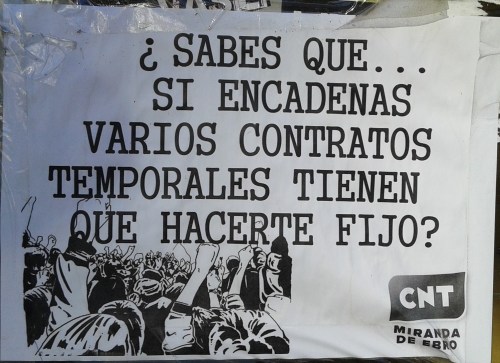 ¿ SABES QUE...
SI ENCADENAS
VARIOS CONTRATOS
TEMPORALES TIENEN
QUE HACERTE FIJO?
CNT
MIRANDA
DE EBRO